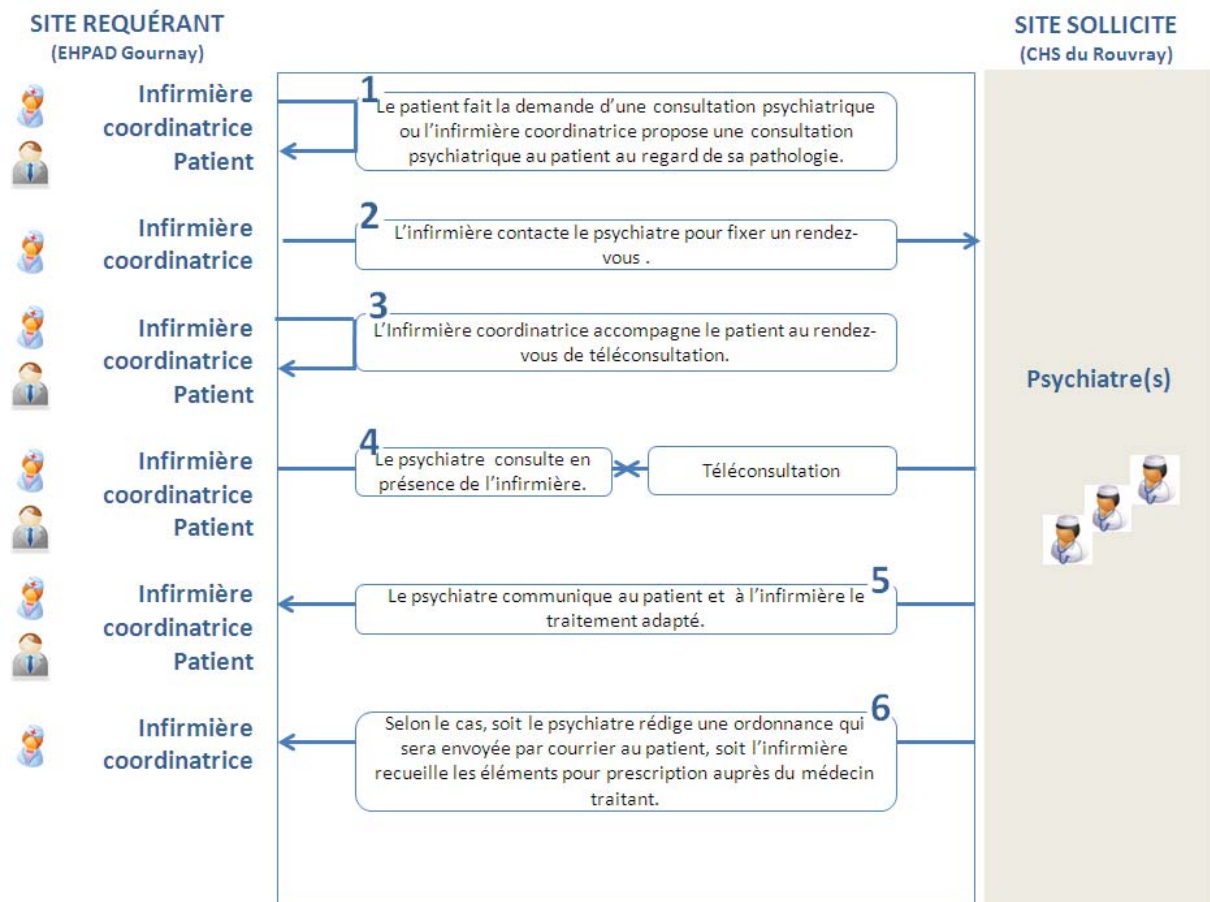 SITE REQUÉRANT
(EHPAD Gournay)
SITE SOLLICITE
(CHS du Rouvray)
Infirmière
coordinatrice
Patient
1
Le patient fait la demande d'une consultation psychiatrique
ou l'infirmière coordinatrice propose une consultation
psychiatrique au patient au regard de sa pathologie.
Infirmière
coordinatrice
2
L'infirmière contacte le psychiatre pour fixer un rendez-
vous .
Infirmière
coordinatrice
Patient
3
L'Infirmière coordinatrice accompagne le patient au rendez-
vous de téléconsultation.
Psychiatre(s)
Infirmière
coordinatrice
Patient
4
Le psychiatre consulte en
présence de l'infirmière.
Téléconsultation
Infirmière
coordinatrice
Patient
5
Le psychiatre communique au patient et à l'infirmière le
traitement adapté.
Infirmière
coordinatrice
6
Selon le cas, soit le psychiatre rédige une ordonnance qui
sera envoyée par courrier au patient, soit l'infirmière
recueille les éléments pour prescription auprès du médecin
traitant.